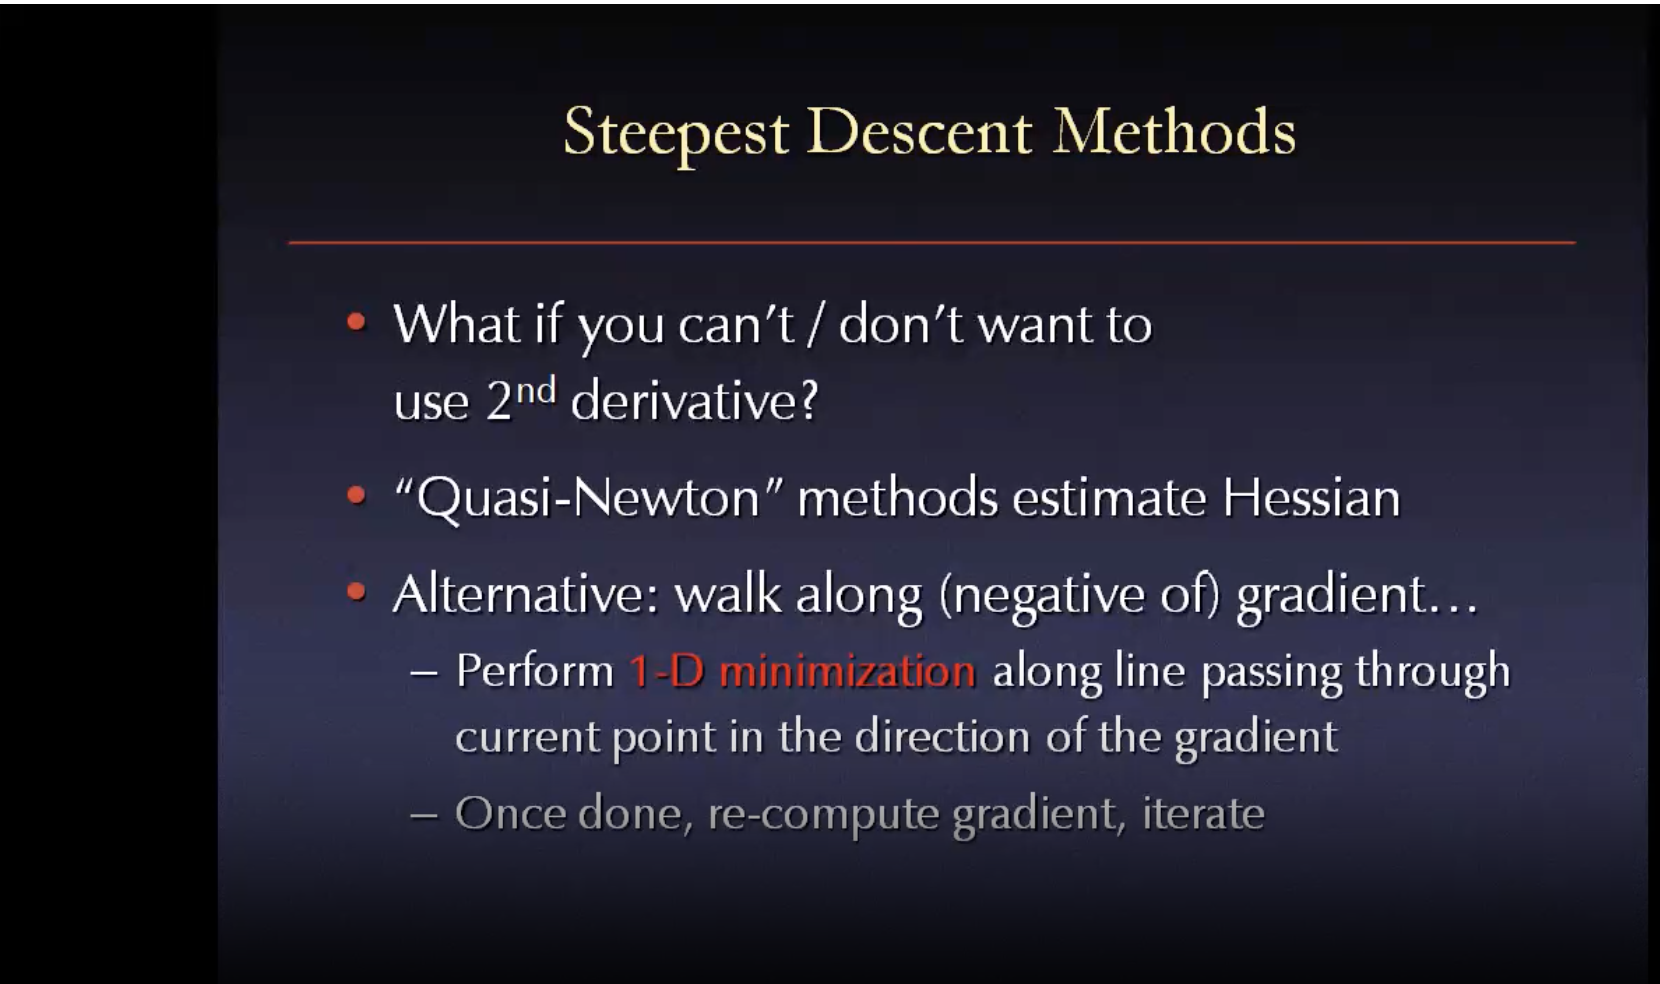 Steepest Descent Methods
• What if you can't / don't want to
use 2nd derivative?
• “Quasi-Newton” methods estimate Hessian
• Alternative: walk along (negative of) gradient…
– Perform 1-D minimization along line passing through
current point in the direction of the gradient
– Once done, re-compute gradient, iterate